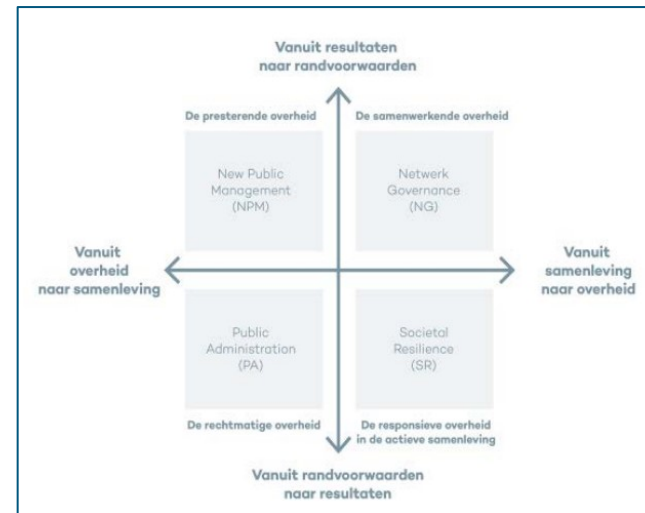 Vanuit resultaten
naar randvoorwaarden
De presterende overheid
De samenwerkende overheid
New Public
Management
(NPM)
Netwerk
Governance
(NG)
Vanuit
overheid
naar samenleving
Vanuit
samenleving
naar overheid
Public
Administration
(PA)
Societal
Resilience
(SR)
De rechtmatige overheid
De responsieve overheid
in de actieve samenleving
Vanuit randvoorwaarden
naar resultaten